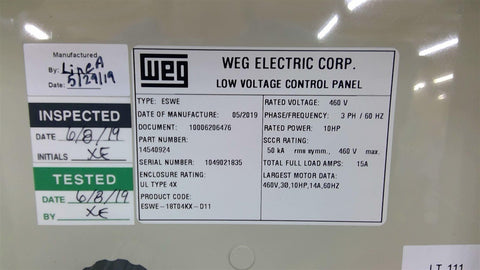 Manufactured
By: Line A
5/29/19
INSPECTED
DATE 6/8/19
INITIALS XE
TESTED
DATE 6/8/19
BY XE
weg
WEG ELECTRIC CORP.
LOW VOLTAGE CONTROL PANEL
TYPE: ESWE
DATE OF MANUFACTURE: 05/2019
DOCUMENT: 10006206476
PART NUMBER:
14540924
SERIAL NUMBER: 1049021835
ENCLOSURE RATING:
UL TYPE 4X
PRODUCT CODE:
ESWE-18T04KX-D11
RATED VOLTAGE: 460 V
PHASE/FREQUENCY: 3 PH / 60 HZ
RATED POWER: 10HP
SCCR RATING:
50 kA rms symm., 460 V max.
TOTAL FULL LOAD AMPS: 15A
LARGEST MOTOR DATA:
460V,3Ø,10HP,14A,60HZ
LT 111